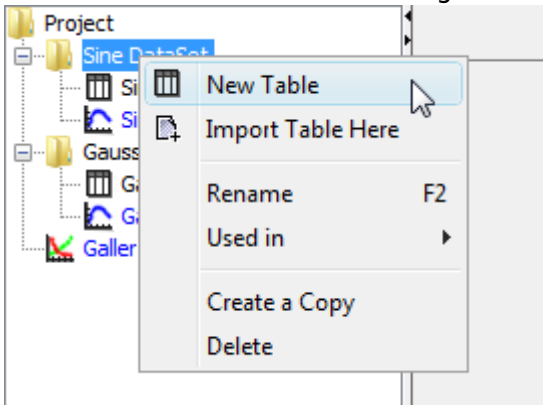 Project
Sine DataSet
Si
New Table
Si
Import Table Here
Gauss
Ga
Rename F2
Ga
Used in
Galler
Create a Copy
Delete